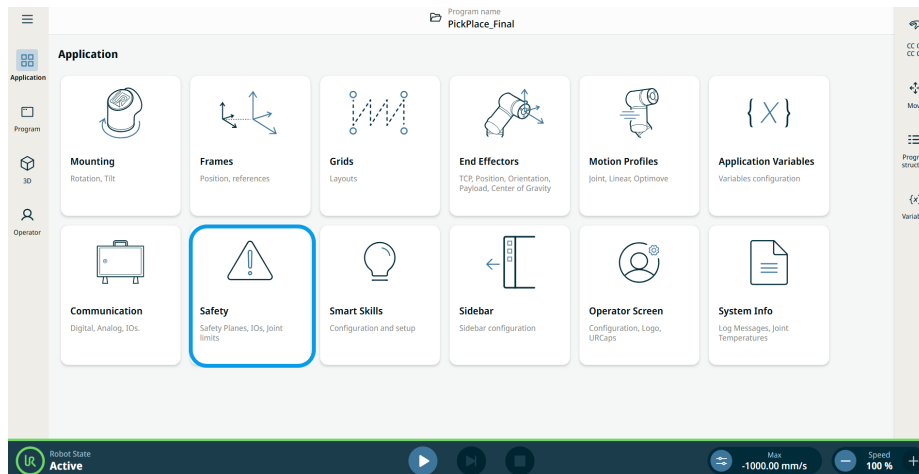 Program name
PickPlace_Final
Application
Application
Program
3D
Operator
Mounting
Rotation, Tilt
Frames
Position, references
Grids
Layouts
End Effectors
TCP, Position, Orientation,
Payload, Center of Gravity
Motion Profiles
Joint, Linear, Optimove
Application Variables
Variables configuration
Communication
Digital, Analog, IOs.
Safety
Safety Planes, IOs, Joint
limits
Smart Skills
Configuration and setup
Sidebar
Sidebar configuration
Operator Screen
Configuration, Logo,
URCaps
System Info
Log Messages, Joint
Temperatures
CC
CC
Robot State
Active
Max
-1000.00 mm/s
Speed
100 %